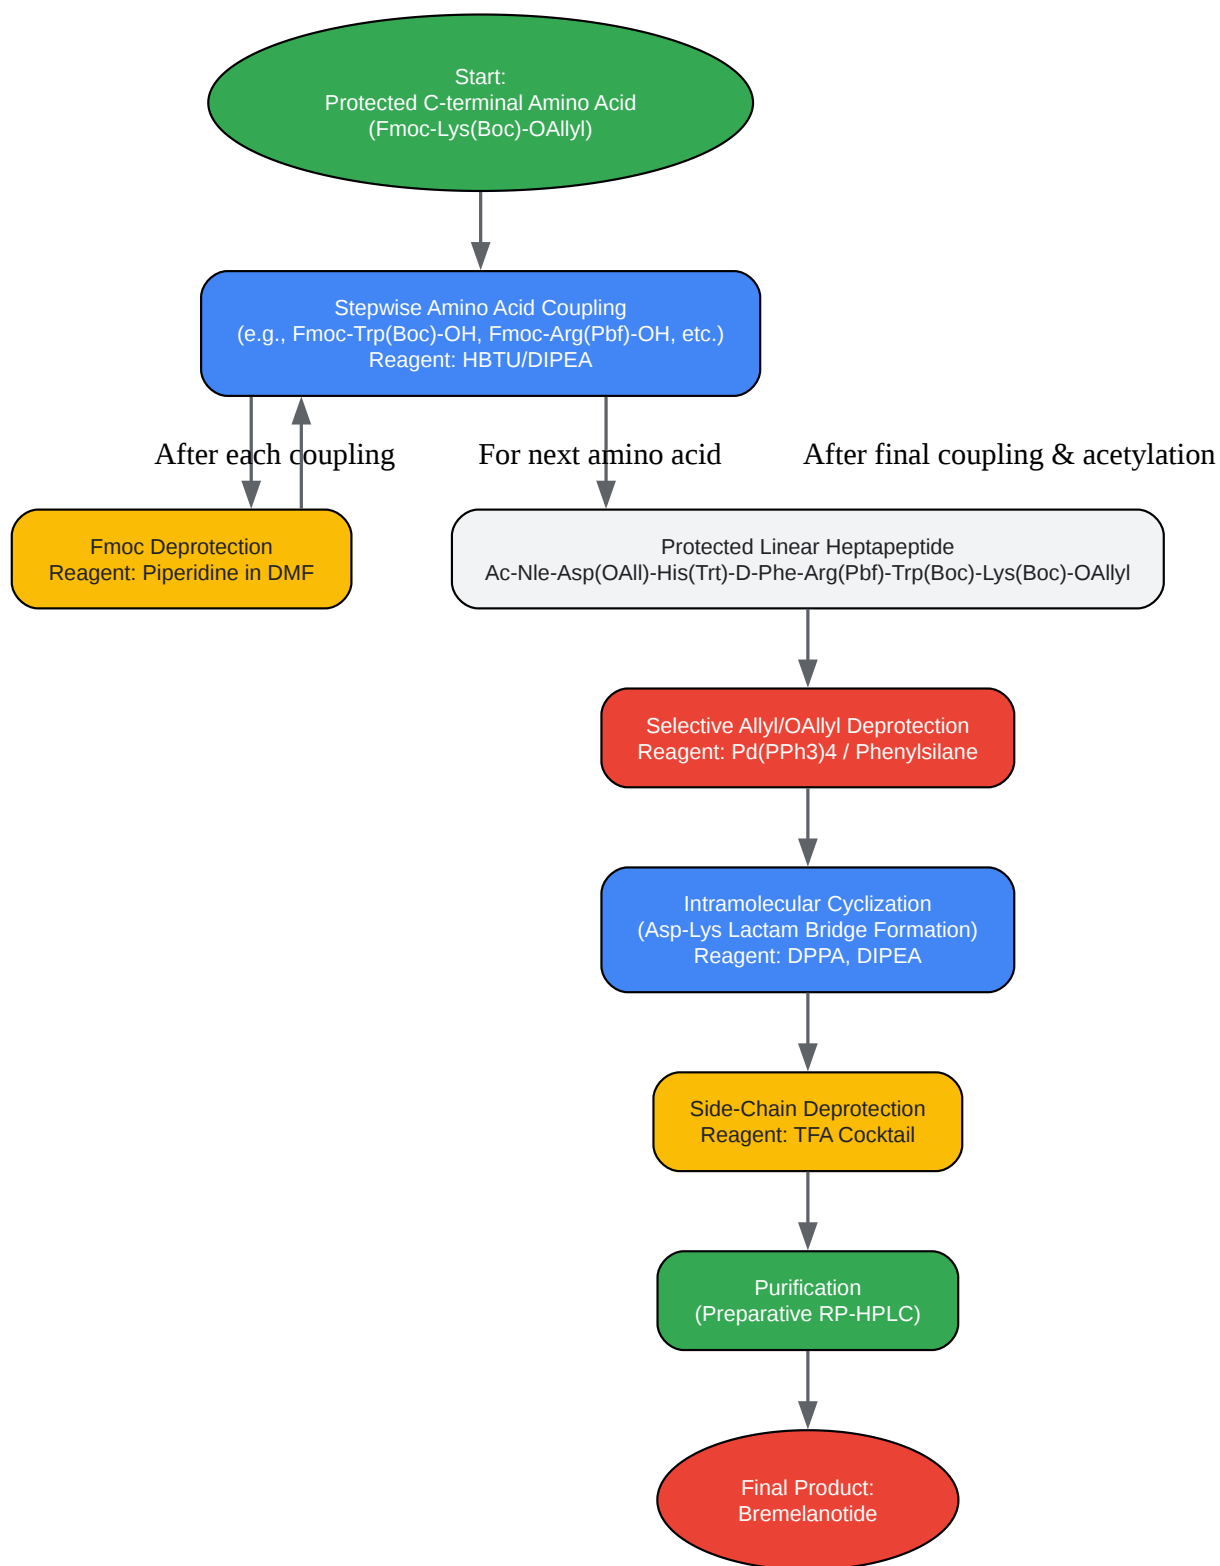 Start:
Protected C-terminal Amino Acid
(Fmoc-Lys(Boc)-OAllyl)
Stepwise Amino Acid Coupling
(e.g., Fmoc-Trp(Boc)-OH, Fmoc-Arg(Pbf)-OH, etc.)
Reagent: HBTU/DIPEA
After each coupling
For next amino acid
After final coupling & acetylation
Fmoc Deprotection
Reagent: Piperidine in DMF
Protected Linear Heptapeptide
Ac-Nle-Asp(OAll)-His(Trt)-D-Phe-Arg(Pbf)-Trp(Boc)-Lys(Boc)-OAllyl
Selective Allyl/OAllyl Deprotection
Reagent: Pd(PPh3)4 / Phenylsilane
Intramolecular Cyclization
(Asp-Lys Lactam Bridge Formation)
Reagent: DPPA, DIPEA
Side-Chain Deprotection
Reagent: TFA Cocktail
Purification
(Preparative RP-HPLC)
Final Product:
Bremelanotide